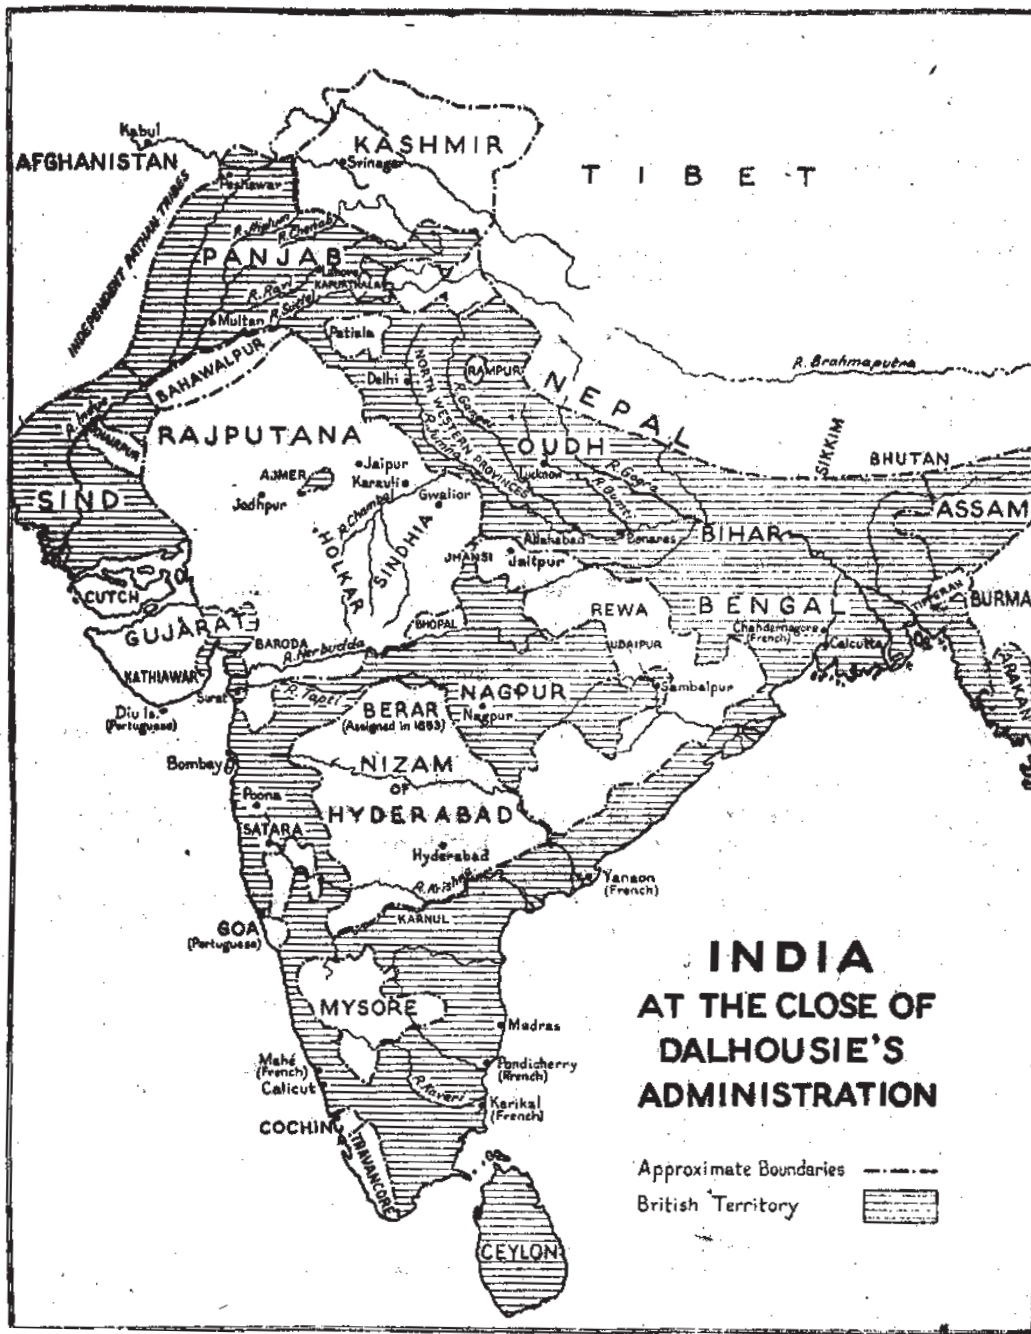 Kabul
AFGHANISTAN
KASHMIR
Srinagar
TIBET
Peshawar
INDEPENDENT PATHAN TRIBES
R. Jhelum
R. Chenab
PANJAB
Lahore
KAPURTHALA
R. Ravi
R. Sutlej
Multan
Patiala
BAHAWALPUR
Delhi
RAMPUR
NORTH WESTERN PROVINCES
R. Ganges
R. Jumna
NEPAL
R. Brahmaputra
R. Indus
KHAIRPUR
RAJPUTANA
OUDH
Lucknow
R. Gogra
R. Gumti
SIKKIM
BHUTAN
SIND
AJMER
Jaipur
Karauli
Jodhpur
Gwalior
R. Chambal
ASSAM
HOLKAR
SINDHIA
JHANSI
Jaitpur
Allahabad
Benares
BIHAR
CUTCH
BHOPAL
REWA
BENGAL
TIPPERAH
BURMA
GUJARAT
BARODA
R. Nerbudda
UDAIPUR
Chandernagore
(French)
Calcutta
KATHIAWAR
Surat
R. Tapti
NAGPUR
Nagpur
Sambalpur
ARAKAN
Diu Is.
(Portuguese)
BERAR
(Assigned in 1853)
Bombay
NIZAM
OF
HYDERABAD
Poona
SATARA
Hyderabad
Yanaon
(French)
R. Krishna
KARNUL
GOA
(Portuguese)
INDIA
AT THE CLOSE OF
DALHOUSIE'S
ADMINISTRATION
MYSORE
Madras
Mahé
(French)
Calicut
Pondicherry
(French)
R. Kaveri
Karikal
(French)
COCHIN
TRAVANCORE
Approximate Boundaries
British Territory
CEYLON